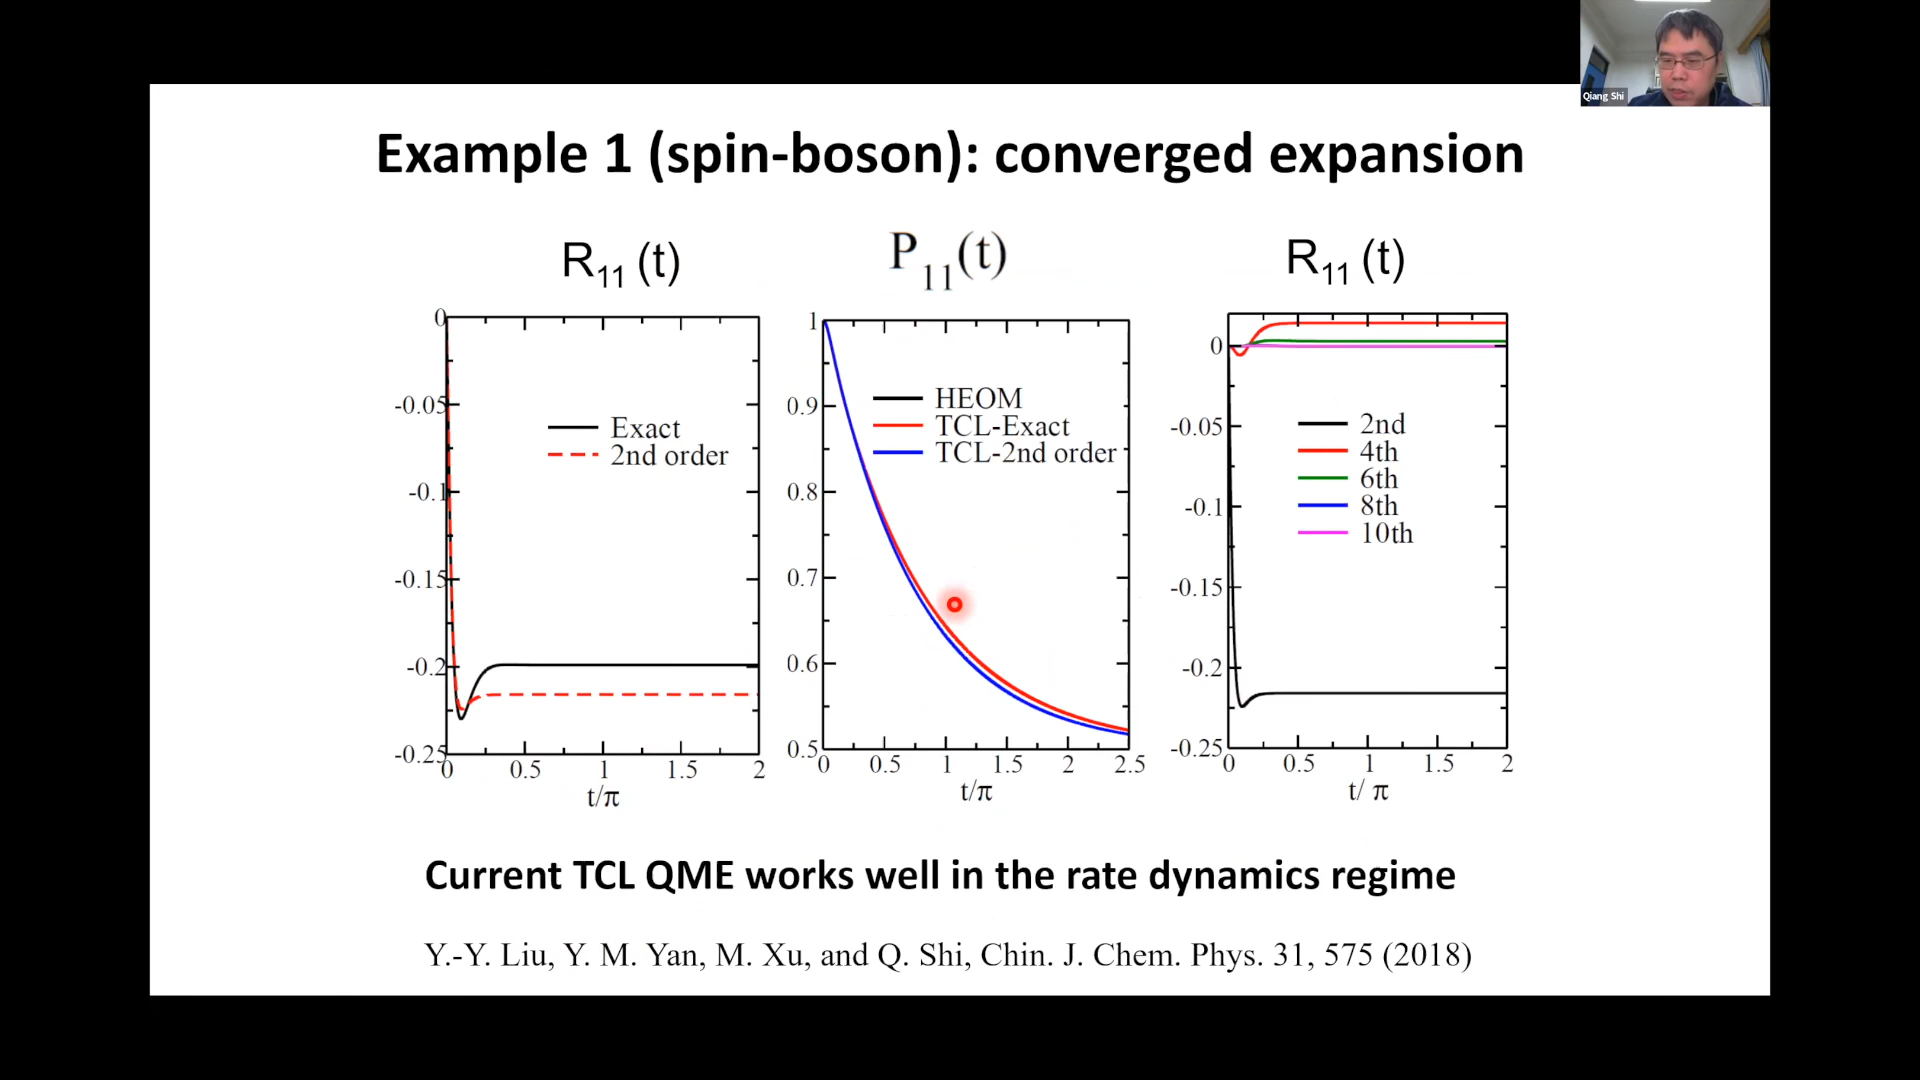 Qiang Shi
Example 1 (spin-boson): converged expansion
R11 (t)
0
-0.05
-0.1
-0.15
-0.2
-0.25
Exact
2nd order
0 0.5 1 1.5 2
t/π
P11(t)
1
0.9
0.8
0.7
0.6
0.5
HEOM
TCL-Exact
TCL-2nd order
0 0.5 1 1.5 2 2.5
t/π
R11 (t)
0
-0.05
-0.1
-0.15
-0.2
-0.25
2nd
4th
6th
8th
10th
0 0.5 1 1.5 2
t/ π
Current TCL QME works well in the rate dynamics regime
Y.-Y. Liu, Y. M. Yan, M. Xu, and Q. Shi, Chin. J. Chem. Phys. 31, 575 (2018)